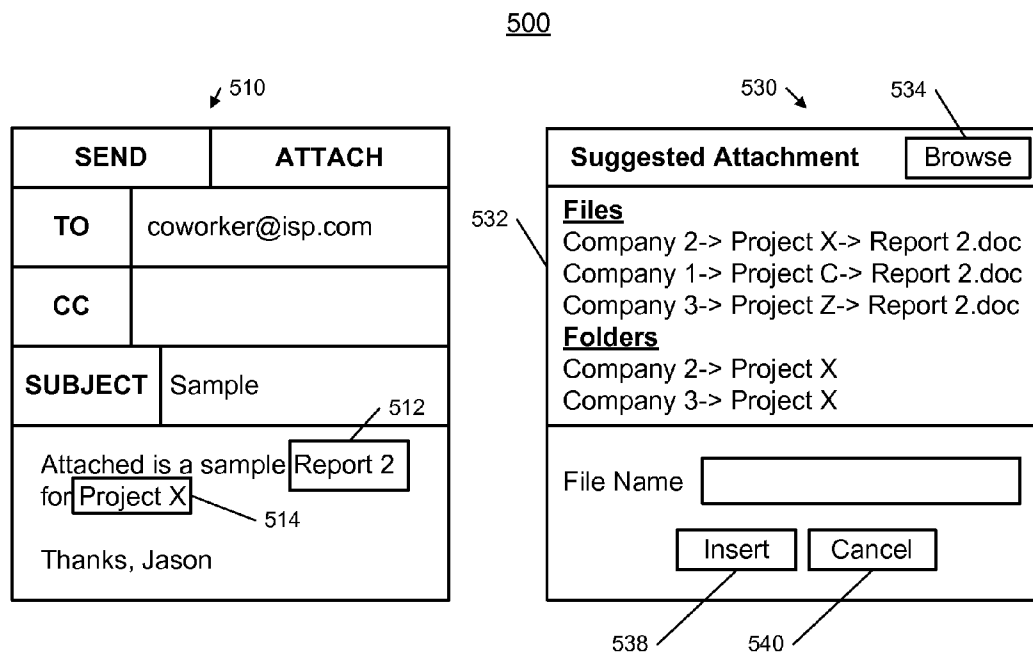 500
510
SEND ATTACH
TO coworker@isp.com
CC
SUBJECT Sample
512
Attached is a sample Report 2
for Project X
514
Thanks, Jason
530
534
Suggested Attachment Browse
532
Files
Company 2-> Project X-> Report 2.doc
Company 1-> Project C-> Report 2.doc
Company 3-> Project Z-> Report 2.doc
Folders
Company 2-> Project X
Company 3-> Project X
File Name
Insert Cancel
538 540